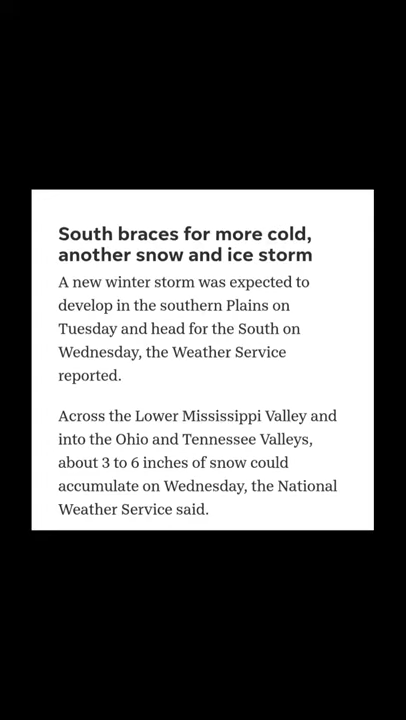 South braces for more cold,
another snow and ice storm
A new winter storm was expected to
develop in the southern Plains on
Tuesday and head for the South on
Wednesday, the Weather Service
reported.
Across the Lower Mississippi Valley and
into the Ohio and Tennessee Valleys,
about 3 to 6 inches of snow could
accumulate on Wednesday, the National
Weather Service said.